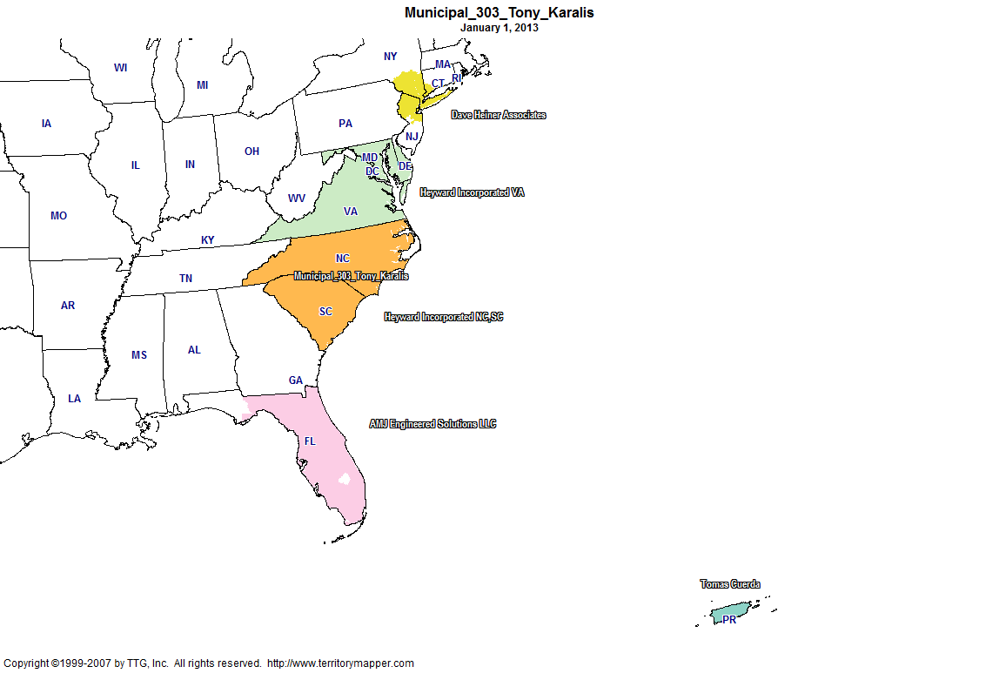 Municipal_303_Tony_Karalis
January 1, 2013
NY
MA
WI
CT
RI
MI
Dave Heiner Associates
IA
PA
NJ
OH
MD
IL
IN
DE
DC
Heyward Incorporated VA
WV
VA
MO
KY
NC
Municipal_303_Tony_Karalis
TN
AR
SC
Heyward Incorporated NC,SC
AL
MS
GA
LA
AMJ Engineered Solutions LLC
FL
Tomas Cuerda
PR
Copyright ©1999-2007 by TTG, Inc. All rights reserved. http://www.territorymapper.com